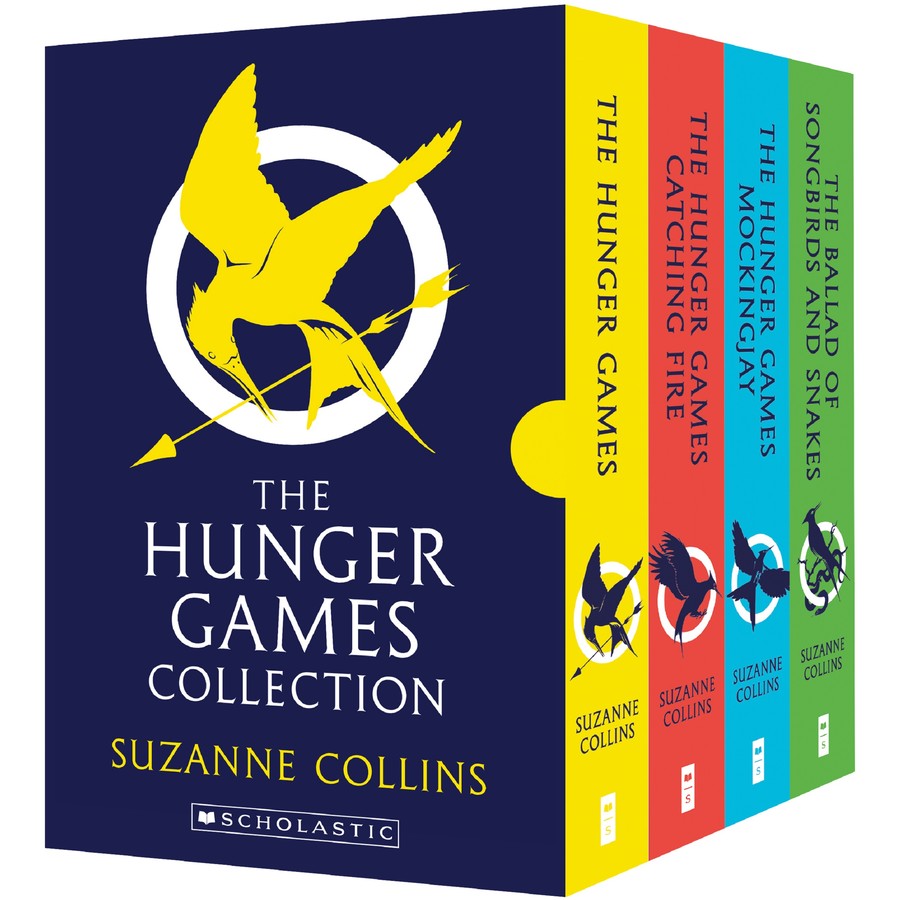 THE
HUNGER
GAMES
COLLECTION
SUZANNE COLLINS
SCHOLASTIC
THE HUNGER GAMES
SUZANNE
COLLINS
S
THE HUNGER GAMES
CATCHING FIRE
SUZANNE
COLLINS
S
THE HUNGER GAMES
MOCKINGJAY
SUZANNE
COLLINS
S
THE BALLAD OF
SONGBIRDS AND SNAKES
SUZANNE
COLLINS
S